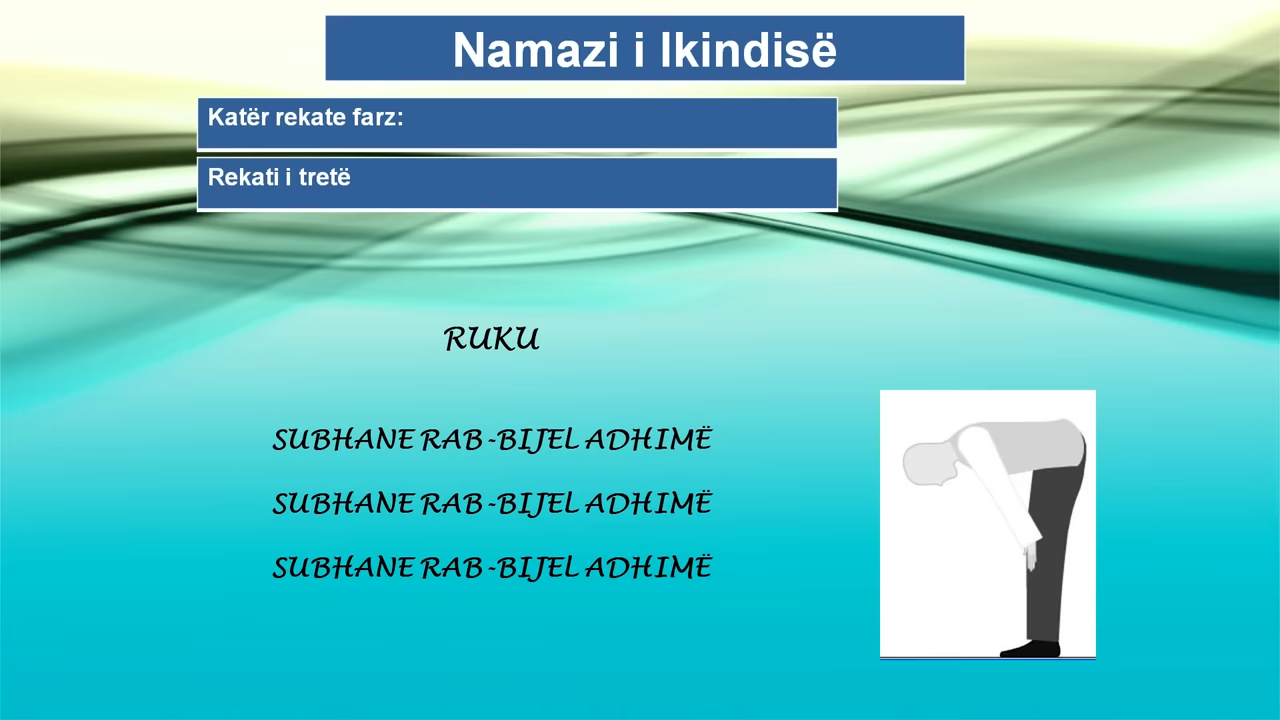 Namazi i Ikindisë
Katër rekate farz:
Rekati i tretë
RUKU
SUBHANE RAB-BIJEL ADHIMË
SUBHANE RAB-BIJEL ADHIMË
SUBHANE RAB-BIJEL ADHIMË